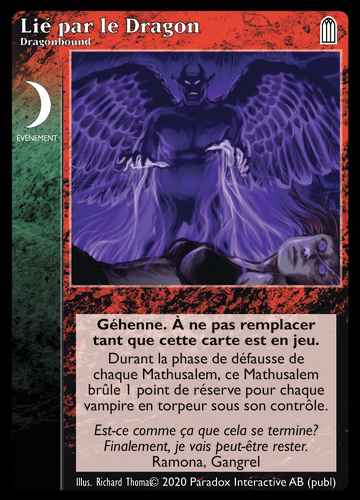 Lié par le Dragon
Dragonbound
EVÉNEMENT
Géhenne. À ne pas remplacer
tant que cette carte est en jeu.
Durant la phase de défausse de
chaque Mathusalem, ce Mathusalem
brûle 1 point de réserve pour chaque
vampire en torpeur sous son contrôle.
Est-ce comme ça que cela se termine?
Finalement, je vais peut-être rester.
Ramona, Gangrel
Illus. Richard Thomas© 2020 Paradox Interactive AB (publ)